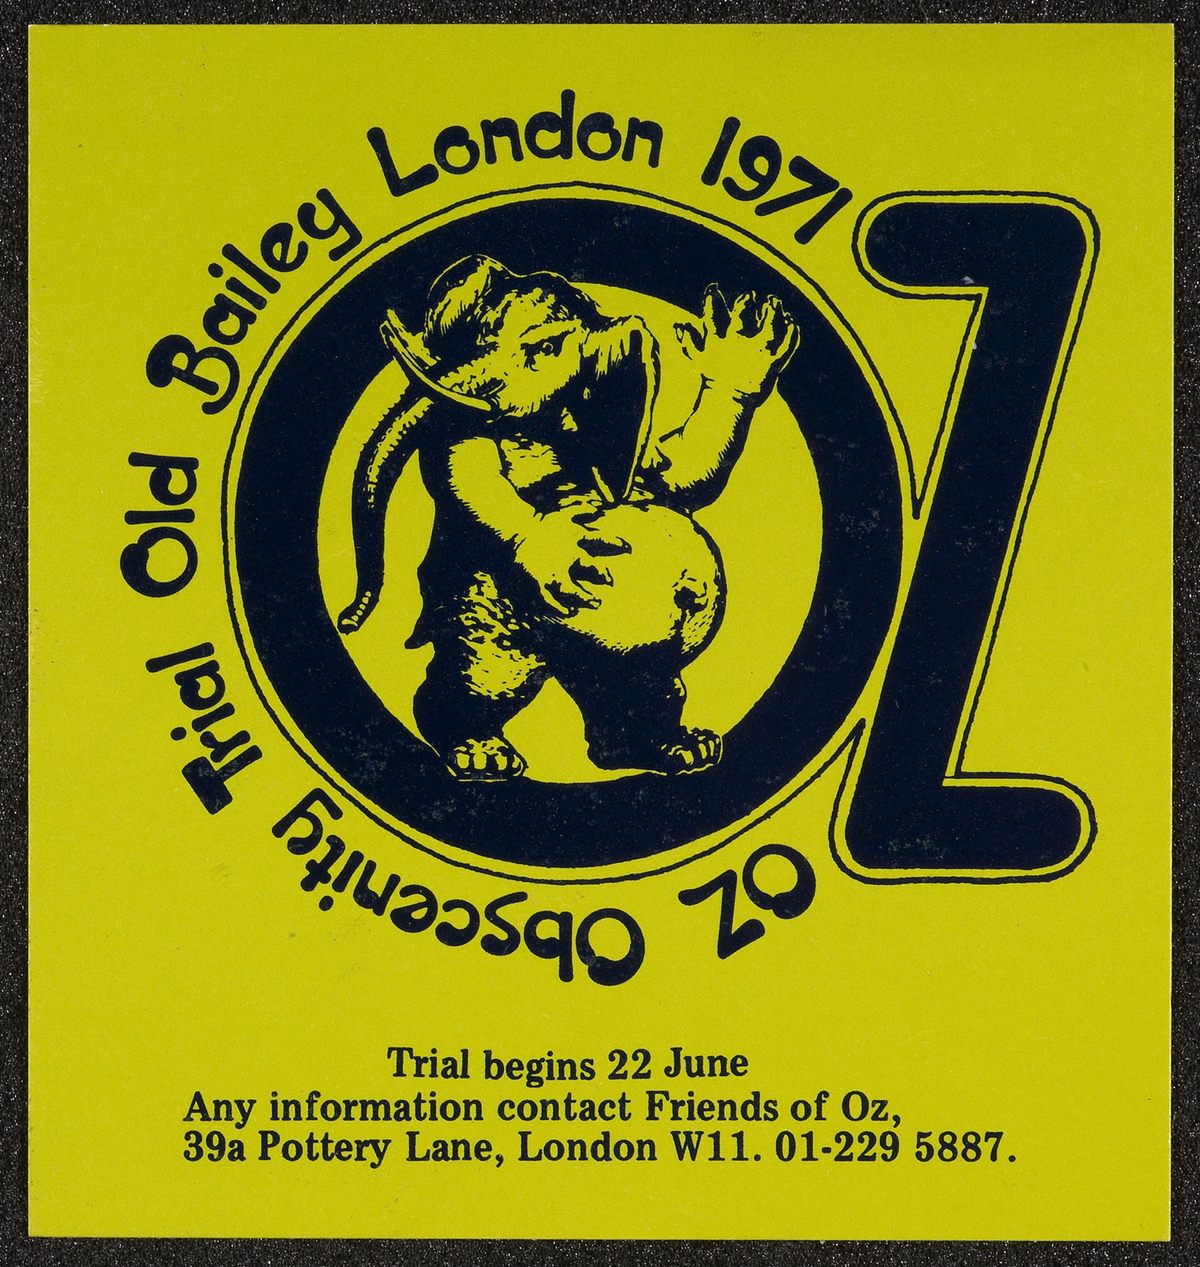 OZ Obscenity Trial Old Bailey London 1971
OZ
Trial begins 22 June
Any information contact Friends of Oz,
39a Pottery Lane, London W11. 01-229 5887.